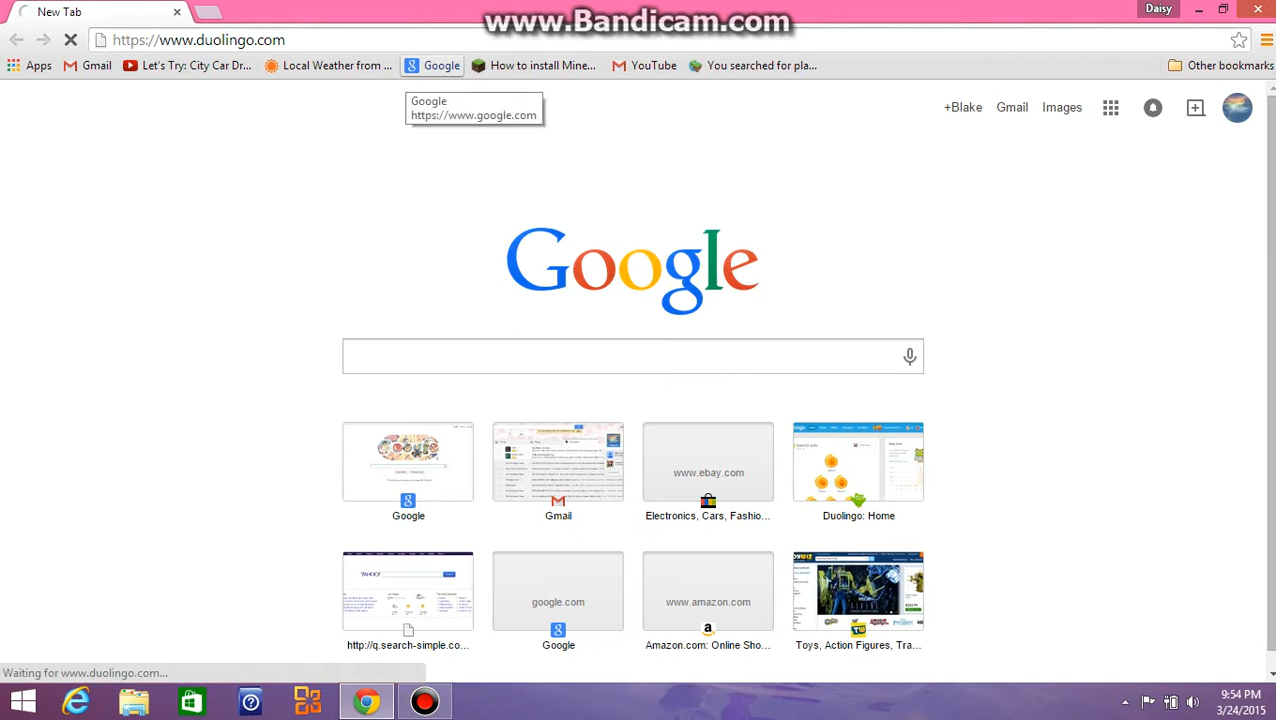 New Tab
www.Bandicam.com
Daisy
https://www.duolingo.com
Apps
Gmail
Let's Try: City Car Dr...
Local Weather from ...
Google
How to install Mine...
YouTube
You searched for pla...
Other bookmarks
Google
https://www.google.com
+Blake
Gmail
Images
Google
www.ebay.com
Google
Gmail
Electronics, Cars, Fashio...
Duolingo: Home
YAHOO!
google.com
www.amazon.com
http://q.search-simple.co...
Google
Amazon.com: Online Sho...
Toys, Action Figures, Tra...
Waiting for www.duolingo.com...
9:54 PM
3/24/2015